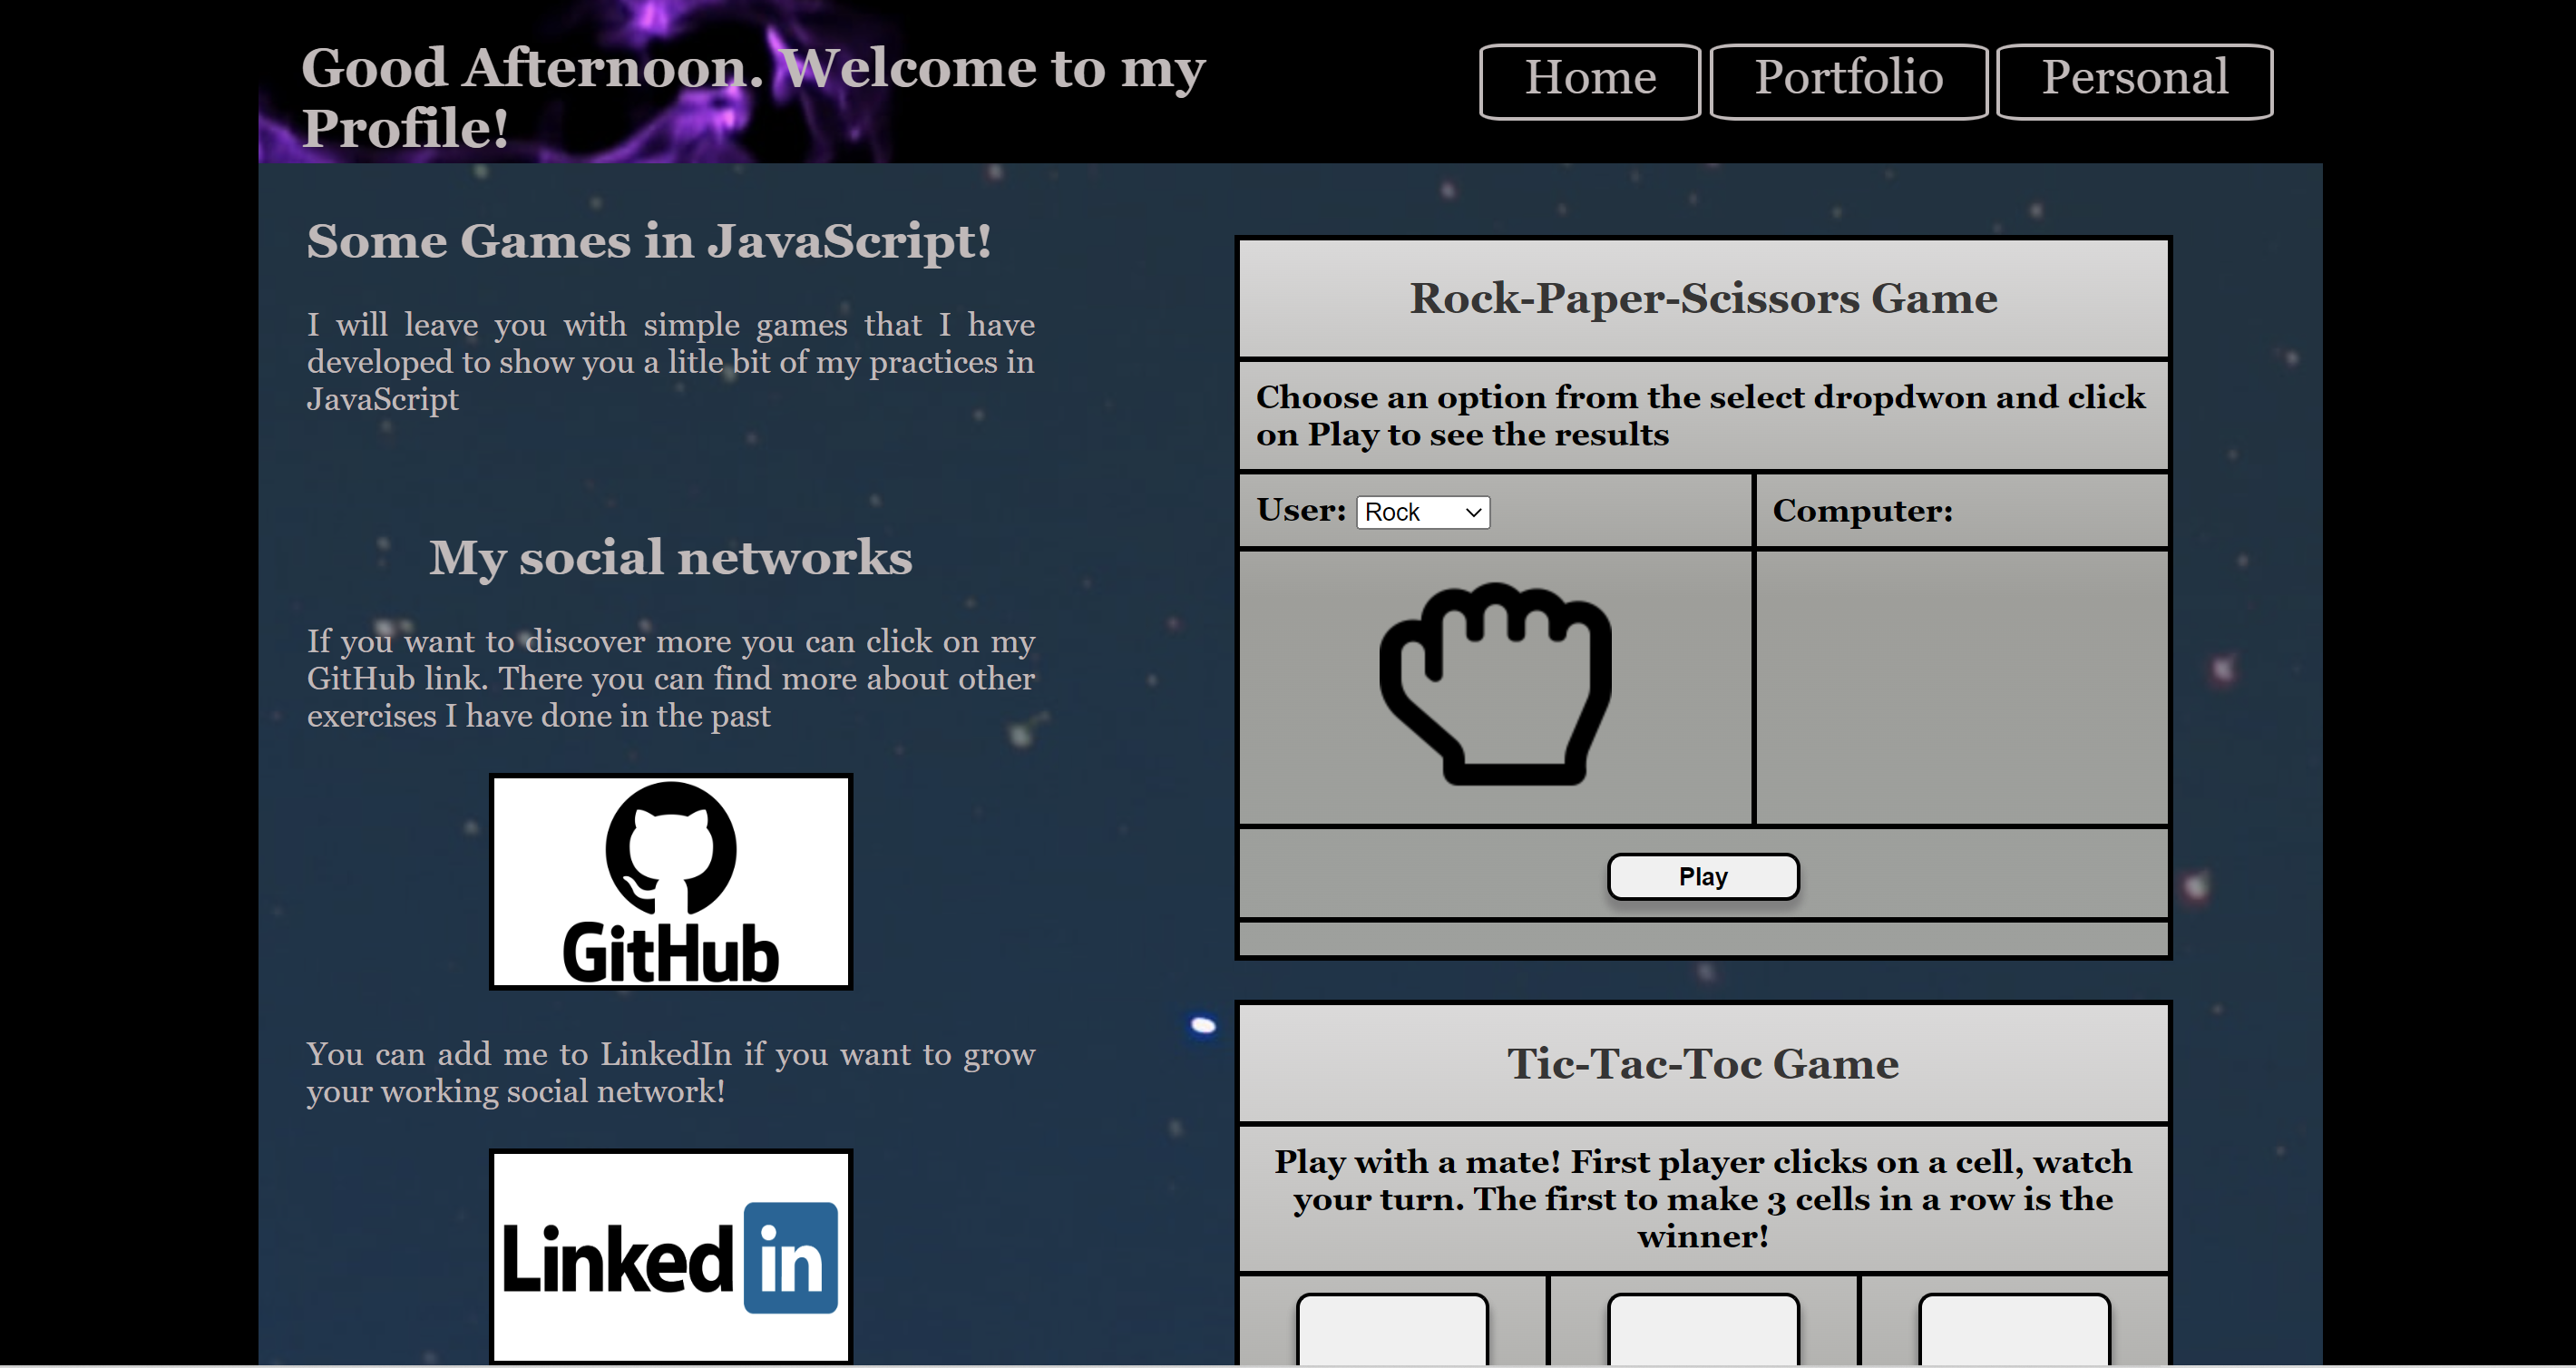 Good Afternoon. Welcome to my
Profile!
Home
Portfolio
Personal
Some Games in JavaScript!
I will leave you with simple games that I have
developed to show you a litle bit of my practices in
JavaScript
My social networks
If you want to discover more you can click on my
GitHub link. There you can find more about other
exercises I have done in the past
GitHub
You can add me to LinkedIn if you want to grow
your working social network!
Linked in
Rock-Paper-Scissors Game
Choose an option from the select dropdwon and click
on Play to see the results
User: Rock
Computer:
Play
Tic-Tac-Toc Game
Play with a mate! First player clicks on a cell, watch
your turn. The first to make 3 cells in a row is the
winner!